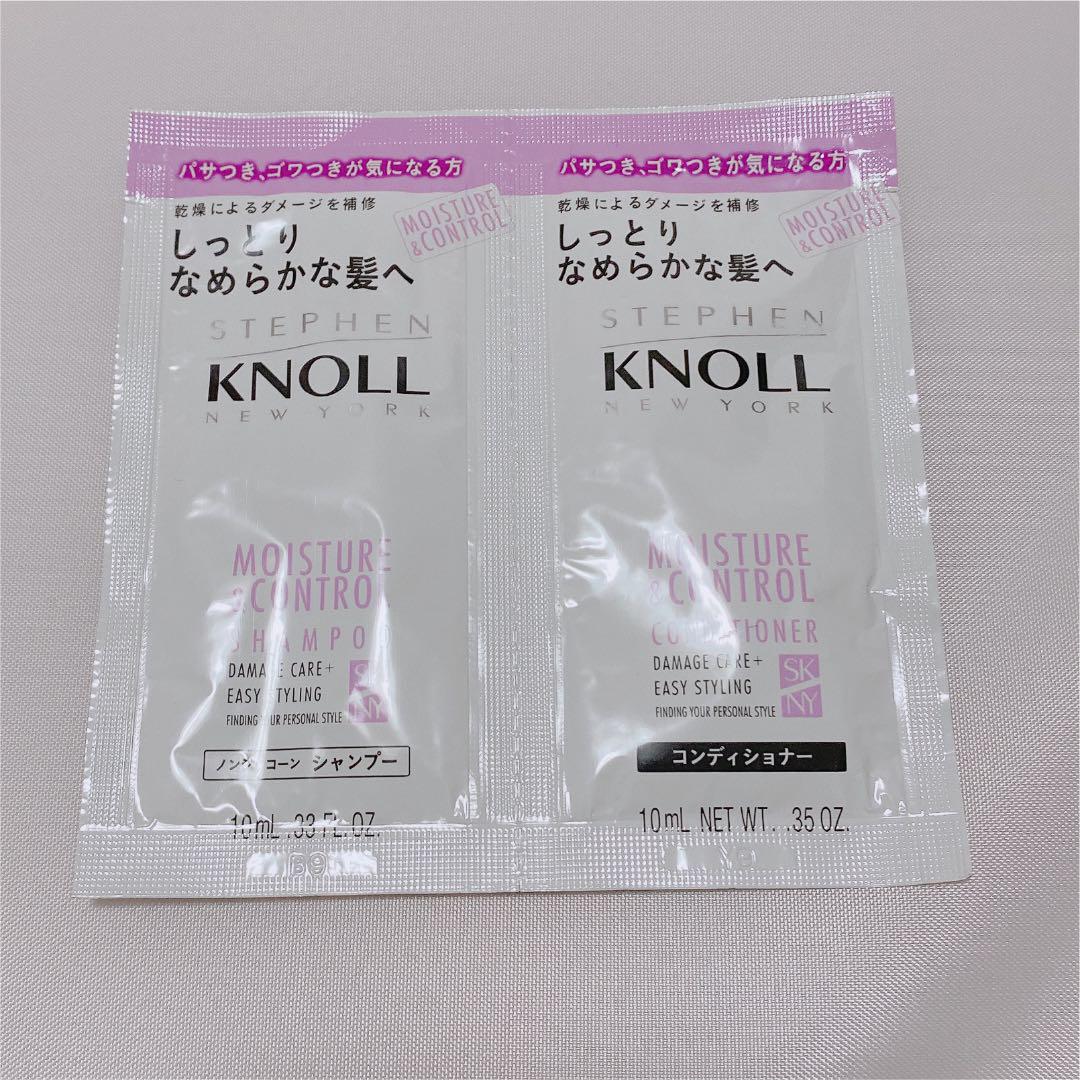 パサつき、ゴワつきが気になる方
乾燥によるダメージを補修
MOISTURE
&CONTROL
しっとり
なめらかな髪へ
STEPHEN
KNOLL
NEW YORK
MOISTURE
&CONTROL
SHAMPOO
DAMAGE CARE+
EASY STYLING
FINDING YOUR PERSONAL STYLE
SK
NY
ノンシリコーン シャンプー
10mL .33 FL.OZ.
パサつき、ゴワつきが気になる方
乾燥によるダメージを補修
MOISTURE
&CONTROL
しっとり
なめらかな髪へ
STEPHEN
KNOLL
NEW YORK
MOISTURE
&CONTROL
CONDITIONER
DAMAGE CARE+
EASY STYLING
FINDING YOUR PERSONAL STYLE
SK
NY
コンディショナー
10mL NET WT. .35 OZ.